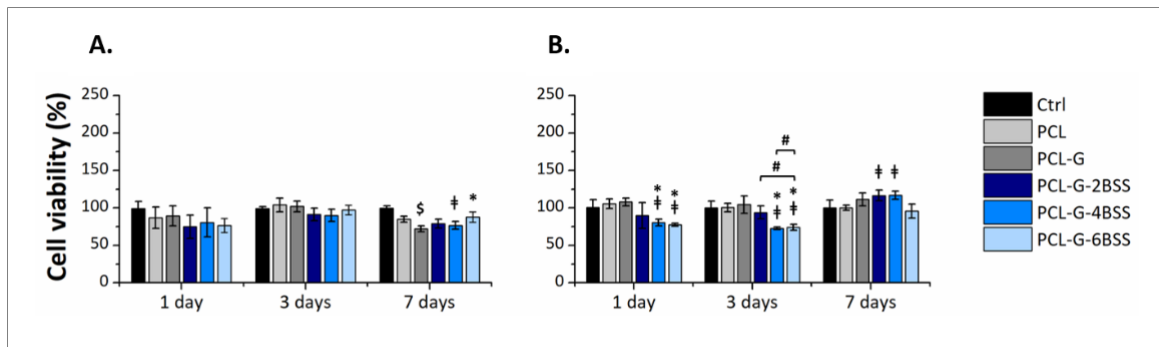 A.
B.
Cell viability (%)
250
200
150
100
50
0
$
ǂ
*
1 day
3 days
7 days
250
200
150
100
50
0
*
ǂ
*
ǂ
#
#
*
ǂ
*
ǂ
ǂ
ǂ
1 day
3 days
7 days
Ctrl
PCL
PCL-G
PCL-G-2BSS
PCL-G-4BSS
PCL-G-6BSS